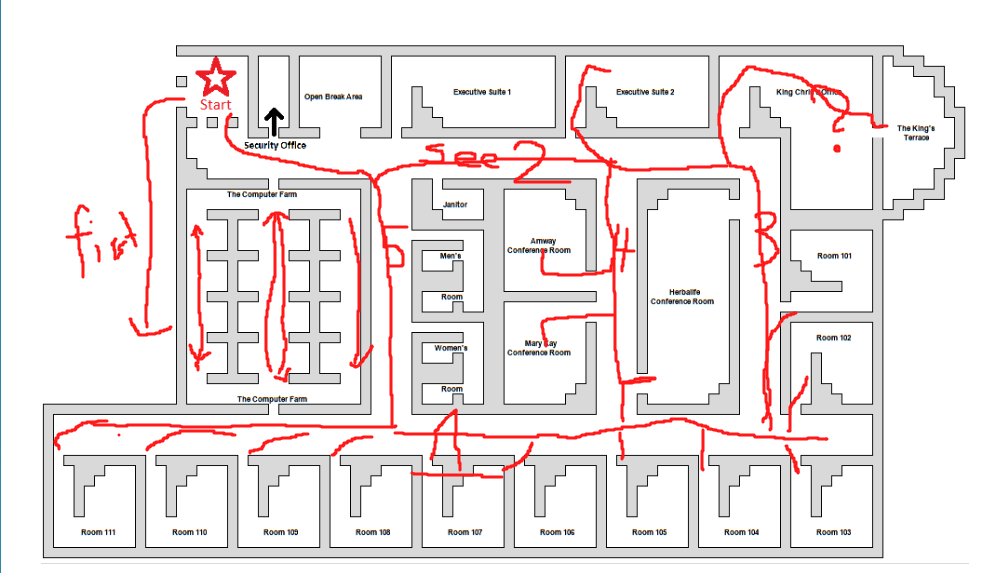 Start
Security Office
Open Break Area
Executive Suite 1
Executive Suite 2
The King's
Terrace
?
See 2
first
The Computer Farm
Janitor
Men's
Room
Women's
Room
Amway
Conference Room
Mary Kay
Conference Room
Herbalife
Conference Room
5
4
3
1
Room 101
Room 102
The Computer Farm
Room 111
Room 110
Room 109
Room 108
Room 107
Room 106
Room 105
Room 104
Room 103